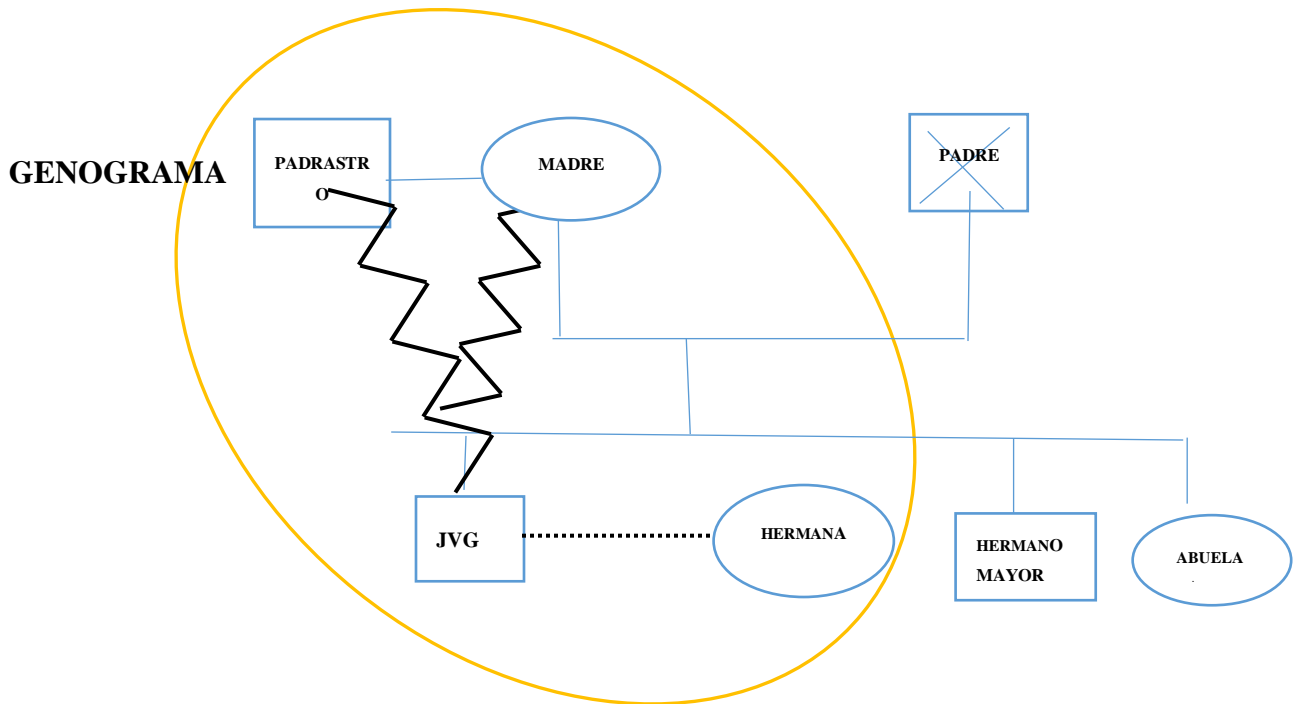 GENOGRAMA
PADRASTR
O
MADRE
PADRE
JVG
HERMANA
HERMANO
MAYOR
ABUELA
.